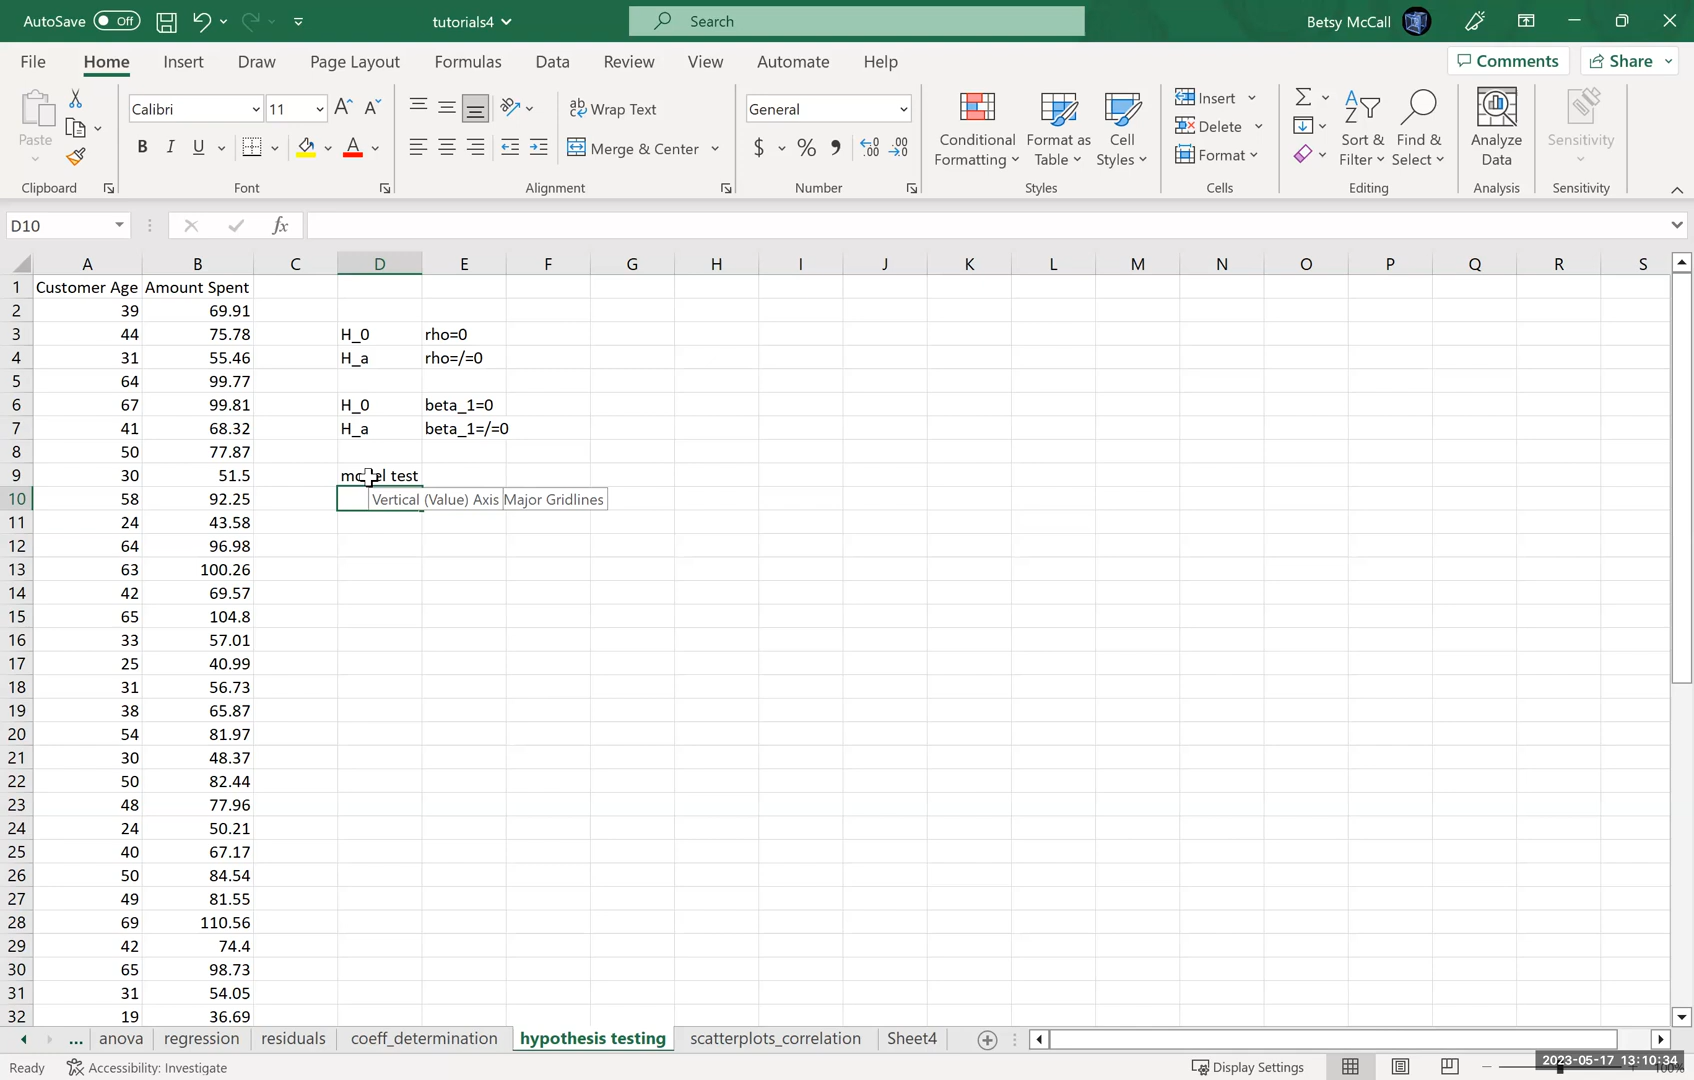 AutoSave Off tutorials4 Search Betsy McCall
File Home Insert Draw Page Layout Formulas Data Review View Automate Help Comments Share
Paste Calibri 11 Wrap Text General Conditional Formatting Format as Table Cell Styles Insert Sort & Filter Find & Select Analyze Data Sensitivity
B I U Merge & Center $ % Delete
Format
Clipboard Font Alignment Number Styles Cells Editing Analysis Sensitivity
D10 fx
A B C D E F G H I J K L M N O P Q R S
1 Customer Age Amount Spent
2 39 69.91
3 44 75.78 H_0 rho=0
4 31 55.46 H_a rho=/=0
5 64 99.77
6 67 99.81 H_0 beta_1=0
7 41 68.32 H_a beta_1=/=0
8 50 77.87
9 30 51.5 model test
10 58 92.25 Vertical (Value) Axis Major Gridlines
11 24 43.58
12 64 96.98
13 63 100.26
14 42 69.57
15 65 104.8
16 33 57.01
17 25 40.99
18 31 56.73
19 38 65.87
20 54 81.97
21 30 48.37
22 50 82.44
23 48 77.96
24 24 50.21
25 40 67.17
26 50 84.54
27 49 81.55
28 69 110.56
29 42 74.4
30 65 98.73
31 31 54.05
32 19 36.69
... anova regression residuals coeff_determination hypothesis testing scatterplots_correlation Sheet4
Ready Accessibility: Investigate Display Settings 2023-05-17 13:10:34 100%